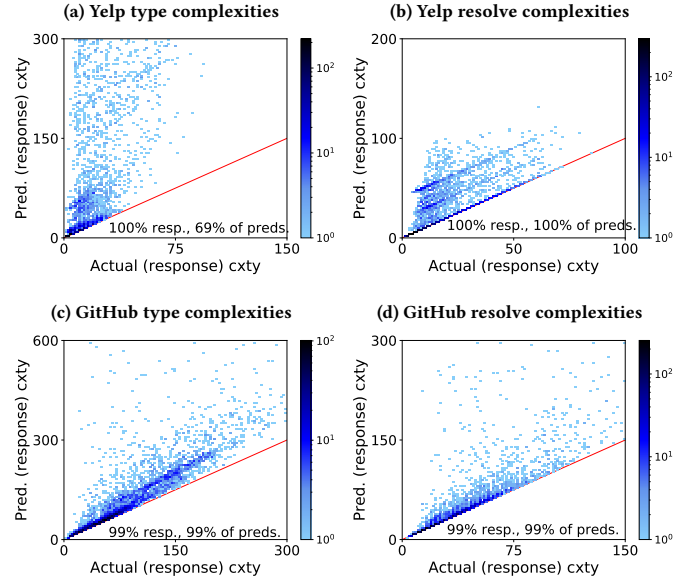 (a) Yelp type complexities
300
150
0
0
75
150
Pred. (response) cxty
Actual (response) cxty
100% resp., 69% of preds.
10²
10¹
10⁰
(b) Yelp resolve complexities
200
100
0
0
50
100
Pred. (response) cxty
Actual (response) cxty
100% resp., 100% of preds.
10²
10¹
10⁰
(c) GitHub type complexities
600
300
0
0
150
300
Pred. (response) cxty
Actual (response) cxty
99% resp., 99% of preds.
10²
10¹
10⁰
(d) GitHub resolve complexities
300
150
0
0
75
150
Pred. (response) cxty
Actual (response) cxty
99% resp., 99% of preds.
10²
10¹
10⁰